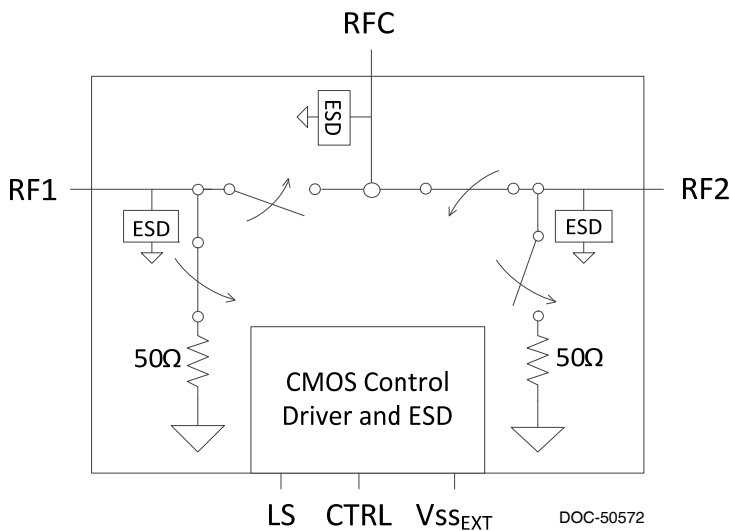 RFC
ESD
RF1
RF2
ESD
ESD
50Ω
50Ω
CMOS Control
Driver and ESD
LS CTRL VssEXT
DOC-50572